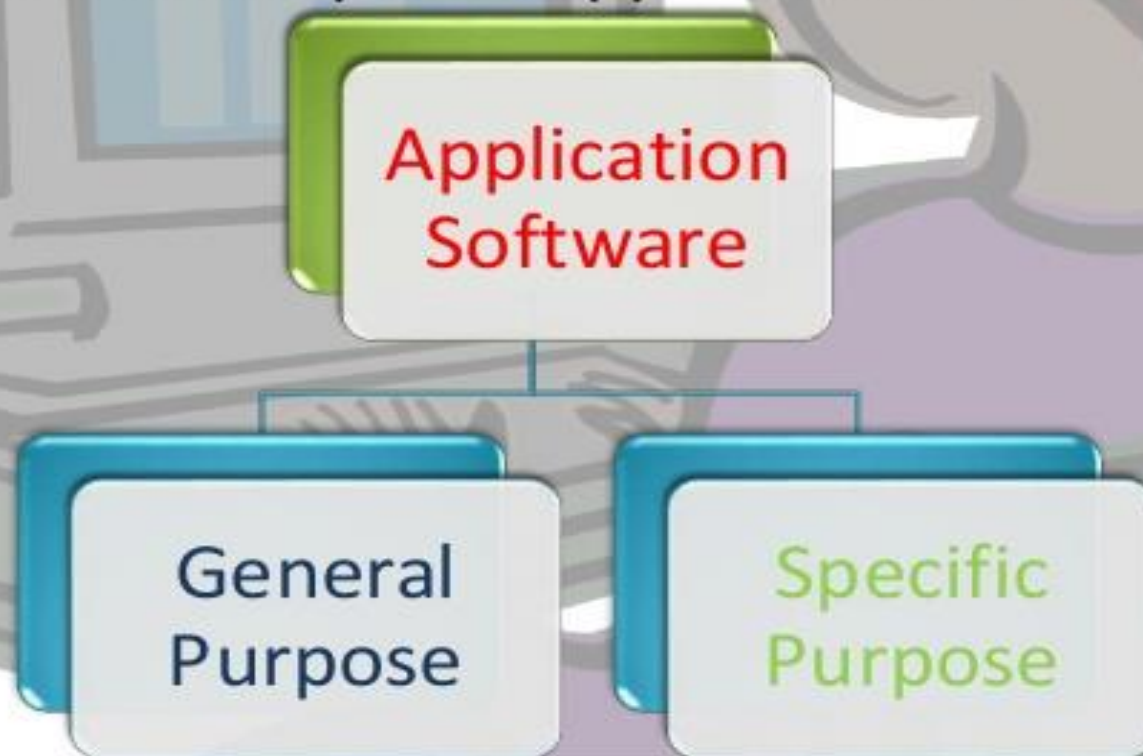 Application
Software
General
Purpose
Specific
Purpose